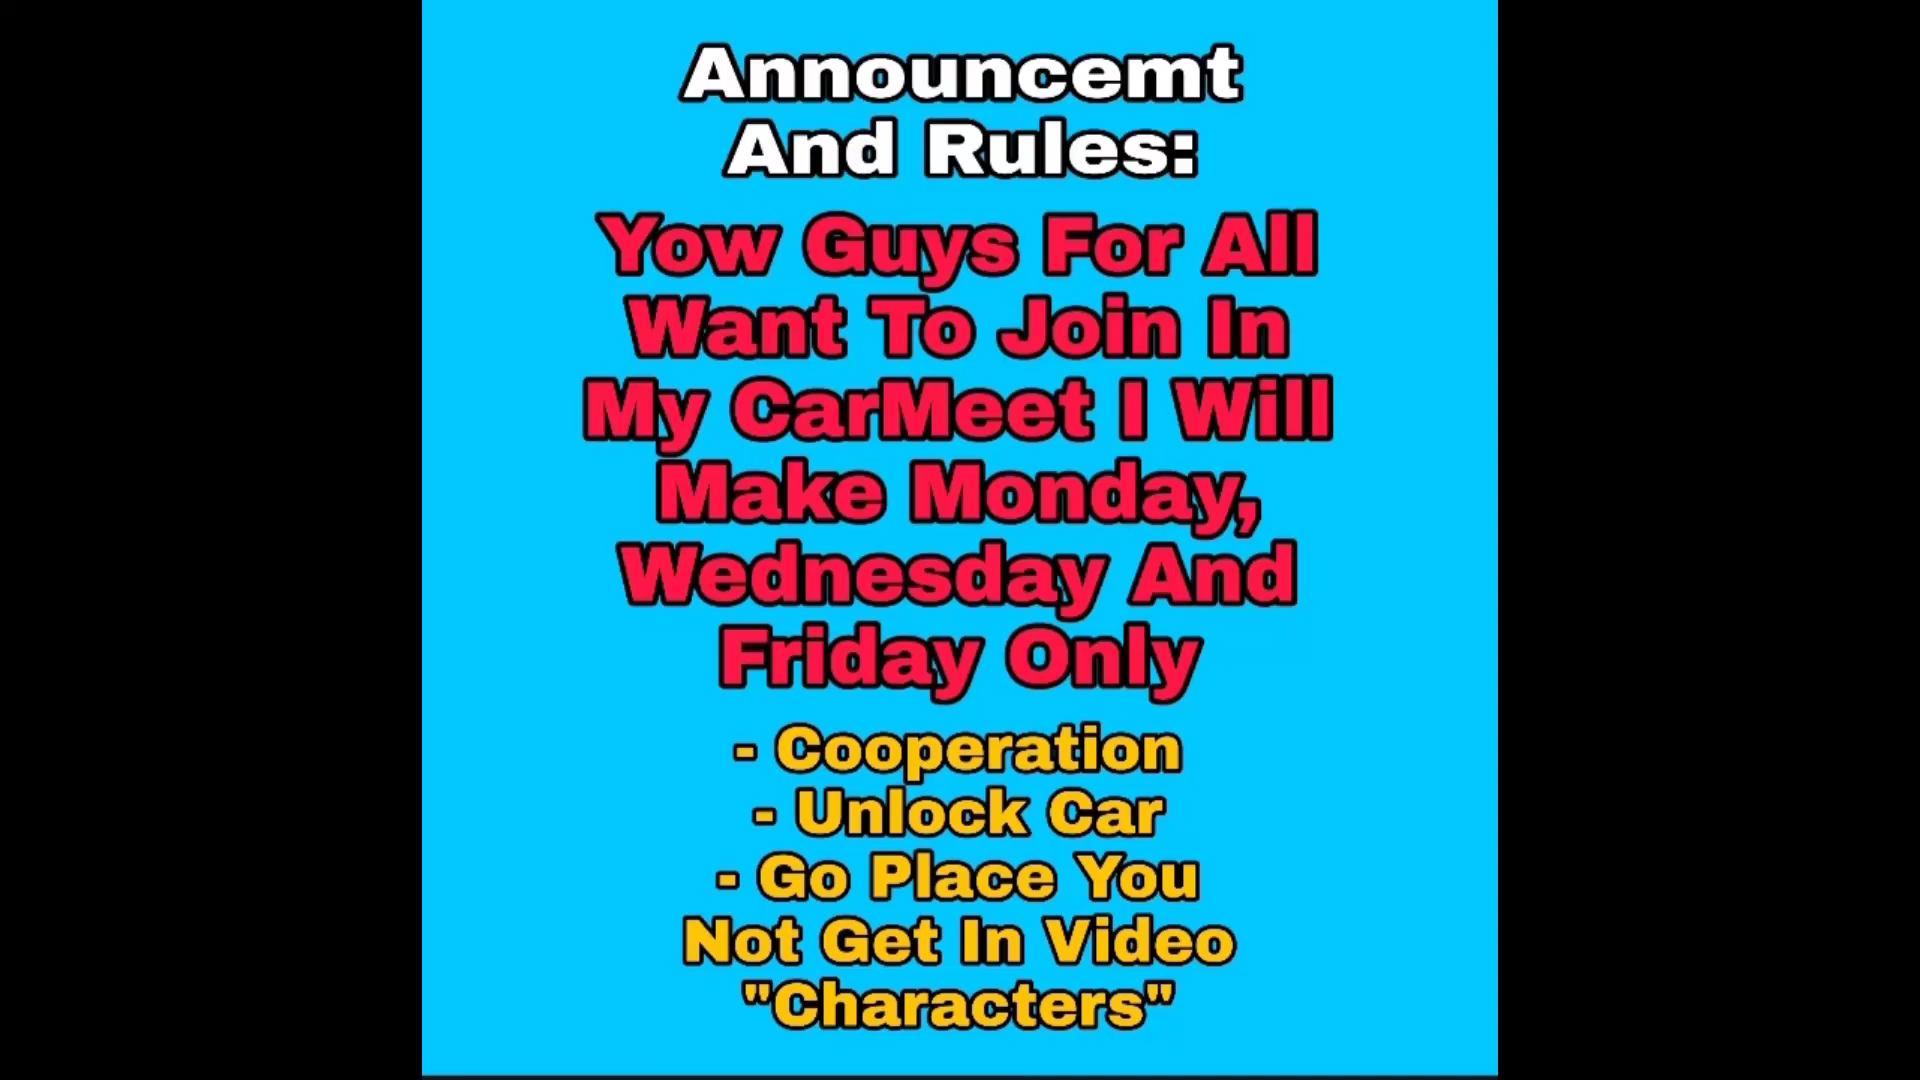 Announcemt
And Rules:
Yow Guys For All
Want To Join In
My CarMeet I Will
Make Monday,
Wednesday And
Friday Only
- Cooperation
- Unlock Car
- Go Place You
Not Get In Video
"Characters"